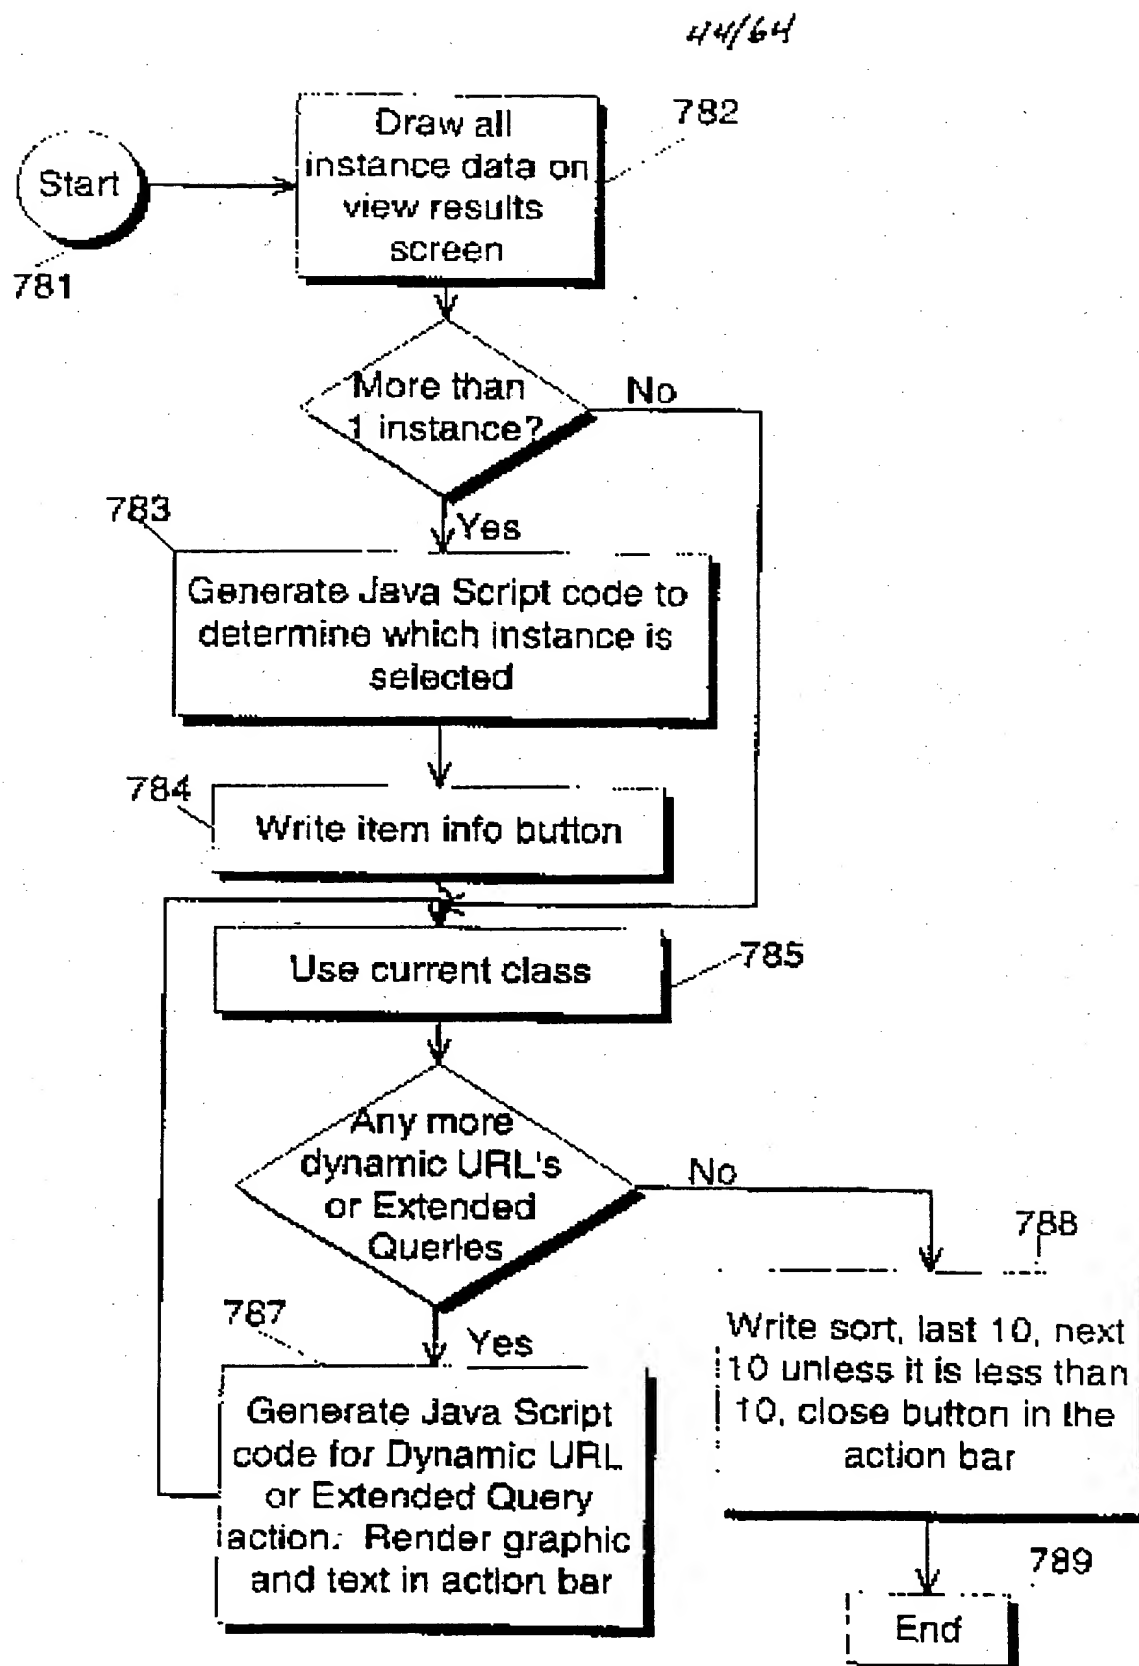 44/64
Draw all
instance data on
view results
screen
782
Start
781
More than
1 instance?
No
Yes
783
Generate Java Script code to
determine which instance is
selected
784
Write item info button
Use current class
785
Any more
dynamic URL's
or Extended
Queries
No
Yes
788
787
Write sort, last 10, next
10 unless it is less than
10, close button in the
action bar
Generate Java Script
code for Dynamic URL
or Extended Query
action. Render graphic
and text in action bar
789
End